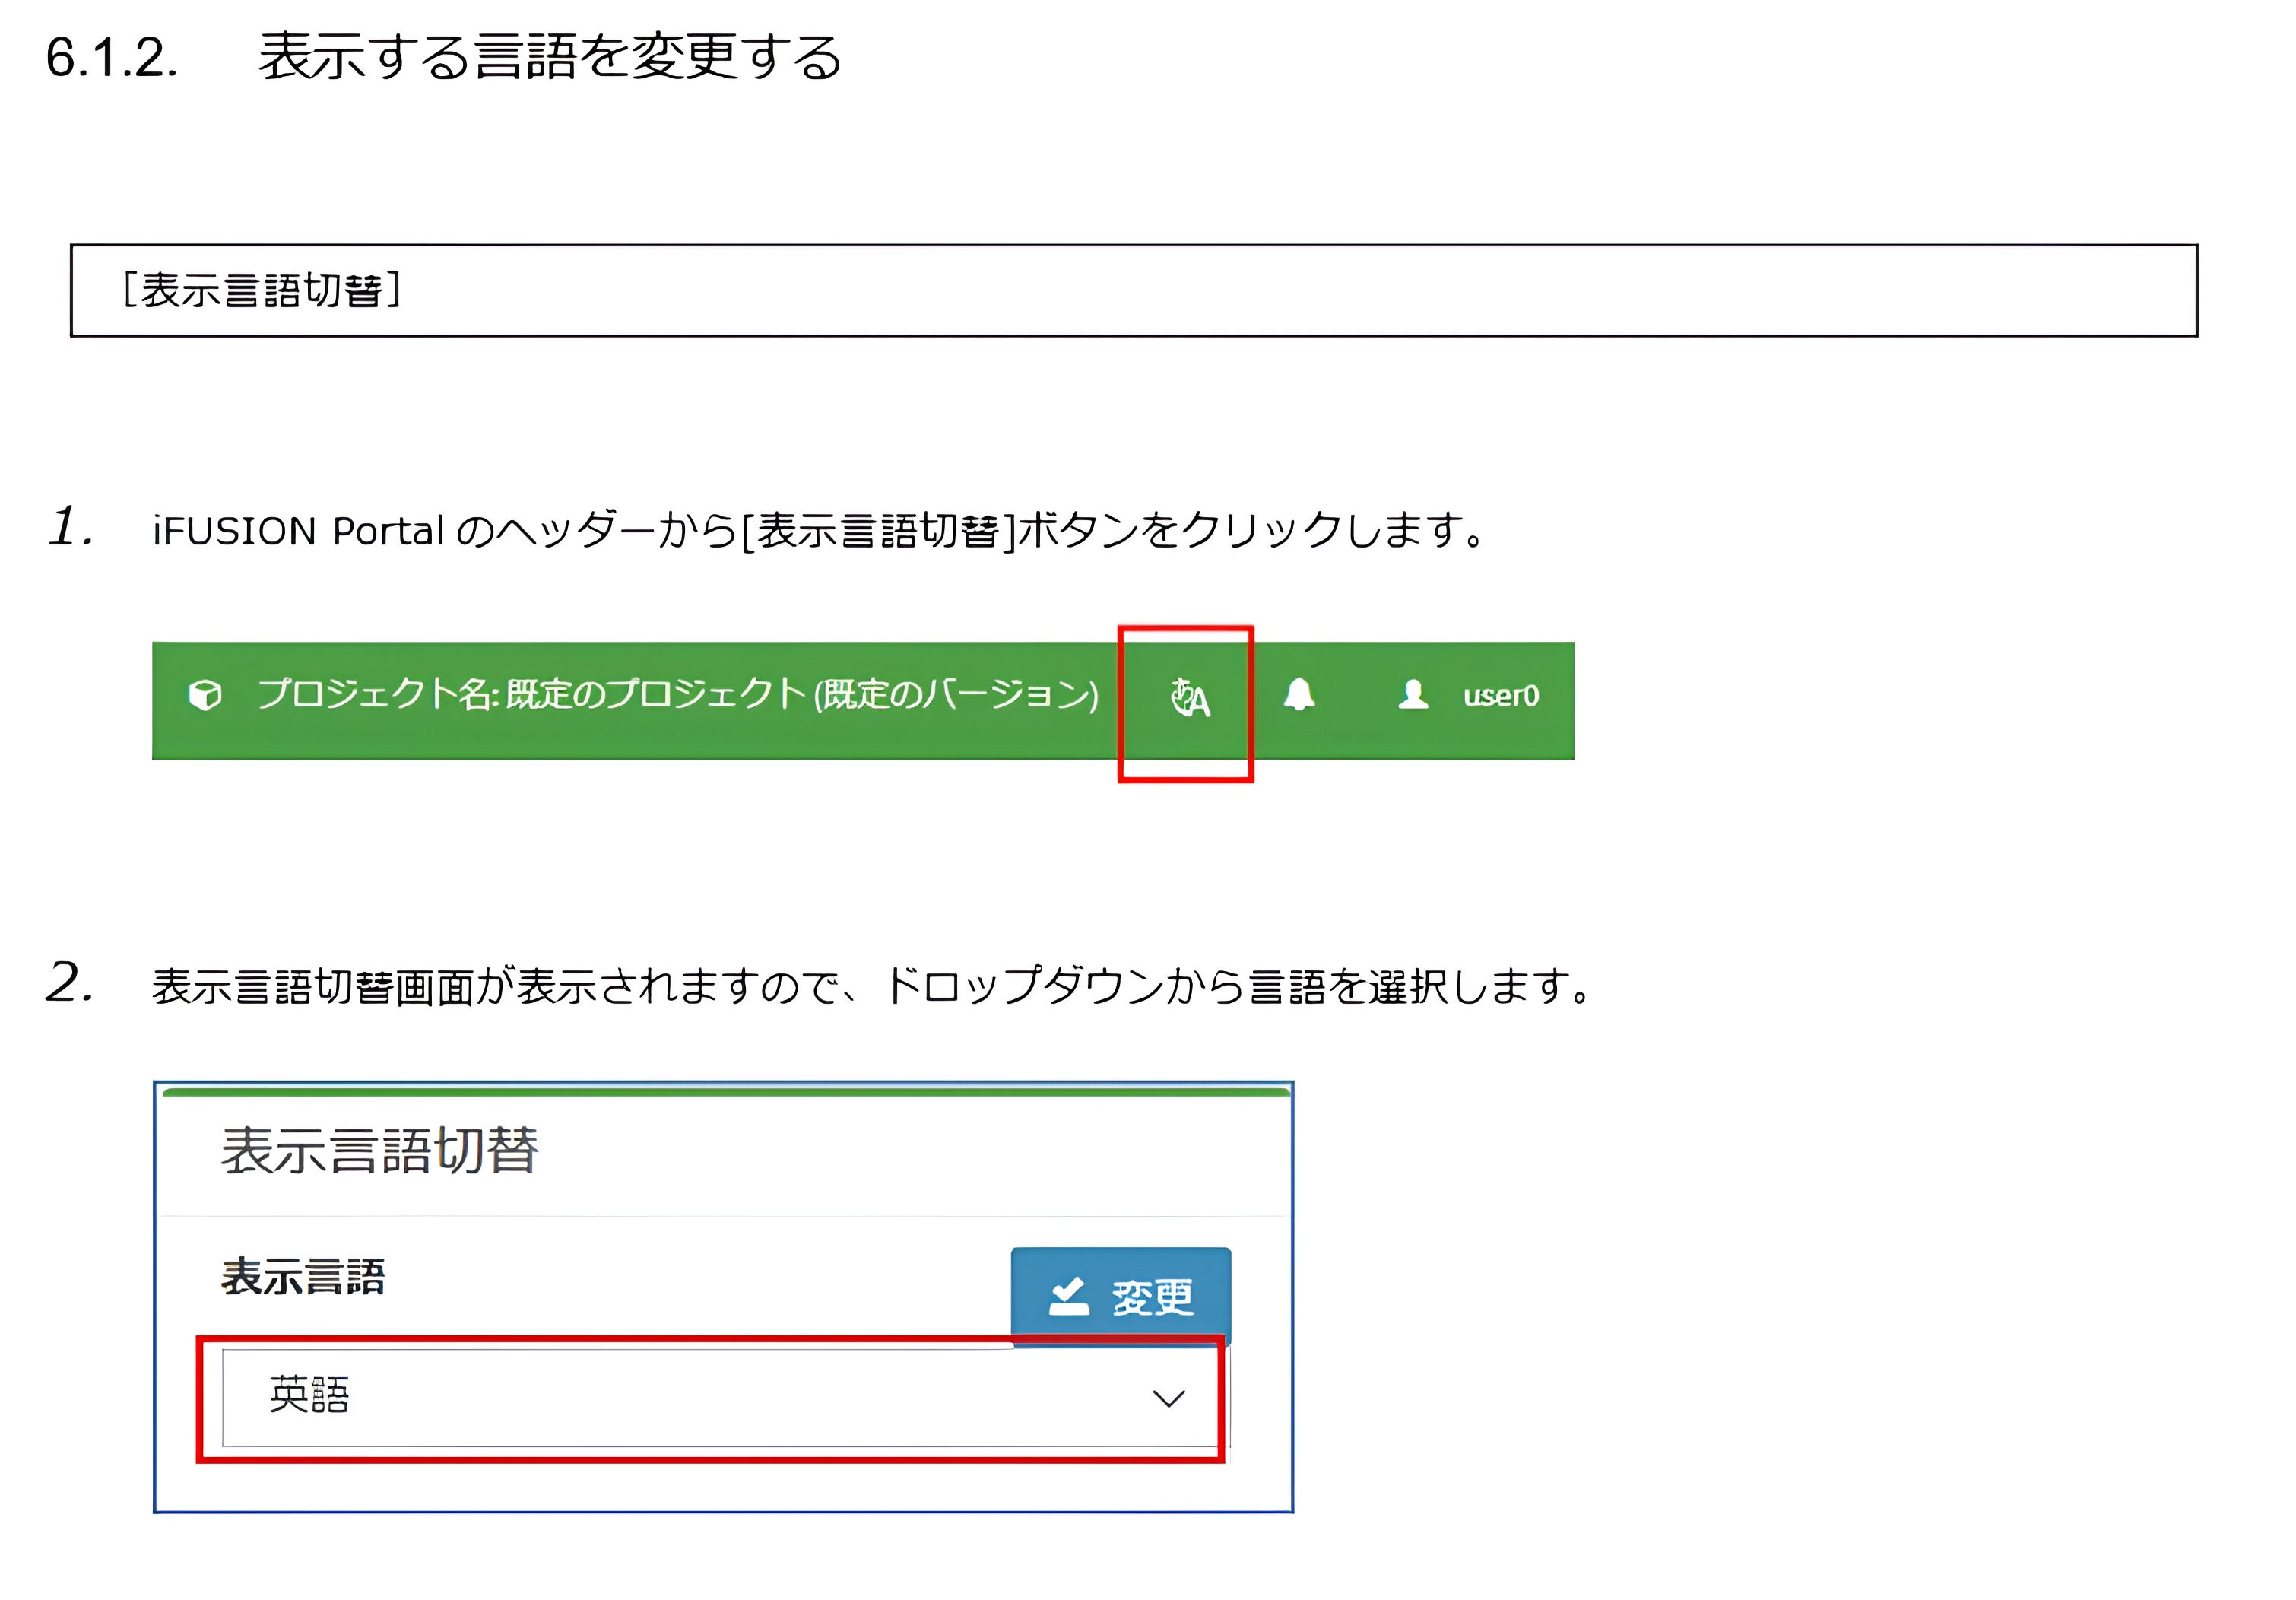 6.1.2. 表示する言語を変更する
[表示言語切替]
1. iFUSION Portal のヘッダーから[表示言語切替]ボタンをクリックします。
プロジェクト名: 既定のプロジェクト (既定のバージョン) あA user0
2. 表示言語切替画面が表示されますので、ドロップダウンから言語を選択します。
表示言語切替
表示言語
変更
英語